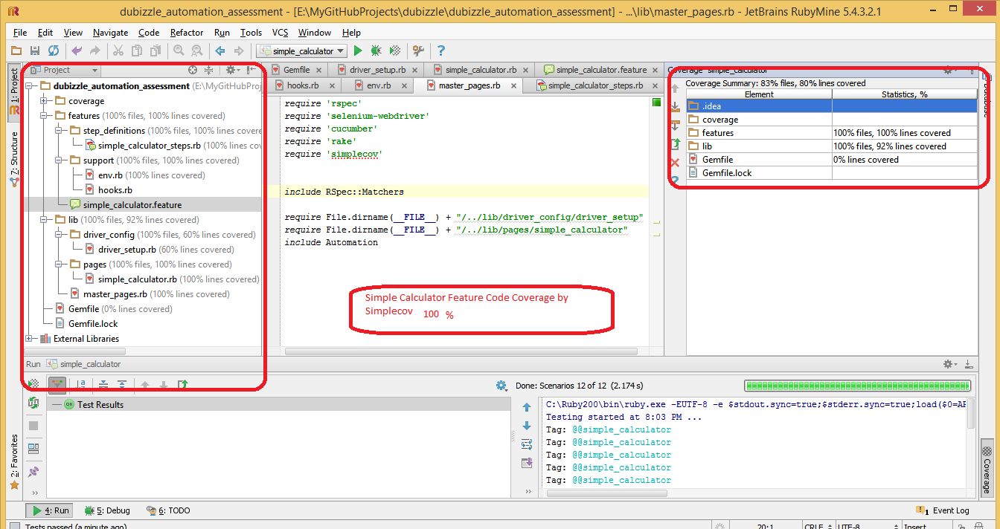 dubizzle_automation_assessment - [E:\MyGitHubProjects\dubizzle\dubizzle_automation_assessment] - ...\lib\master_pages.rb - JetBrains RubyMine 5.4.3.2.1
File Edit View Navigate Code Refactor Run Tools VCS Window Help
simple_calculator
1: Project
Z: Structure
2: Favorites
Project
dubizzle_automation_assessment (E:\MyGitHubProj
coverage
features (100% files, 100% lines covered)
step_definitions (100% files, 100% lines covere
simple_calculator_steps.rb (100% lines cov
support (100% files, 100% lines covered)
env.rb (100% lines covered)
hooks.rb
simple_calculator.feature
lib (100% files, 92% lines covered)
driver_config (100% files, 60% lines covered)
driver_setup.rb (60% lines covered)
pages (100% files, 100% lines covered)
simple_calculator.rb (100% lines covered)
master_pages.rb (100% lines covered)
Gemfile (0% lines covered)
Gemfile.lock
External Libraries
Gemfile driver_setup.rb simple_calculator.rb simple_calculator.feature
hooks.rb env.rb master_pages.rb simple_calculator_steps.rb
require 'rspec'
require 'selenium-webdriver'
require 'cucumber'
require 'rake'
require 'simplecov'
include RSpec::Matchers
require File.dirname(__FILE__) + "/../lib/driver_config/driver_setup"
require File.dirname(__FILE__) + "/../lib/pages/simple_calculator"
include Automation
Simple Calculator Feature Code Coverage by
Simplecov 100 %
Coverage simple_calculator
Coverage Summary: 83% files, 80% lines covered
Element Statistics, %
.idea
coverage
features 100% files, 100% lines covered
lib 100% files, 92% lines covered
Gemfile 0% lines covered
Gemfile.lock
Database
Coverage
Run simple_calculator
Done: Scenarios 12 of 12 (2.174 s)
OK Test Results
C:\Ruby200\bin\ruby.exe -EUTF-8 -e $stdout.sync=true;$stderr.sync=true;load($0=AR
Testing started at 8:03 PM ...
Tag: @@simple_calculator
Tag: @@simple_calculator
Tag: @@simple_calculator
Tag: @@simple_calculator
Tag: @@simple_calculator
4: Run 5: Debug 6: TODO 1 Event Log
Tests passed (a minute ago) 20:1 CRLF UTF-8 Insert